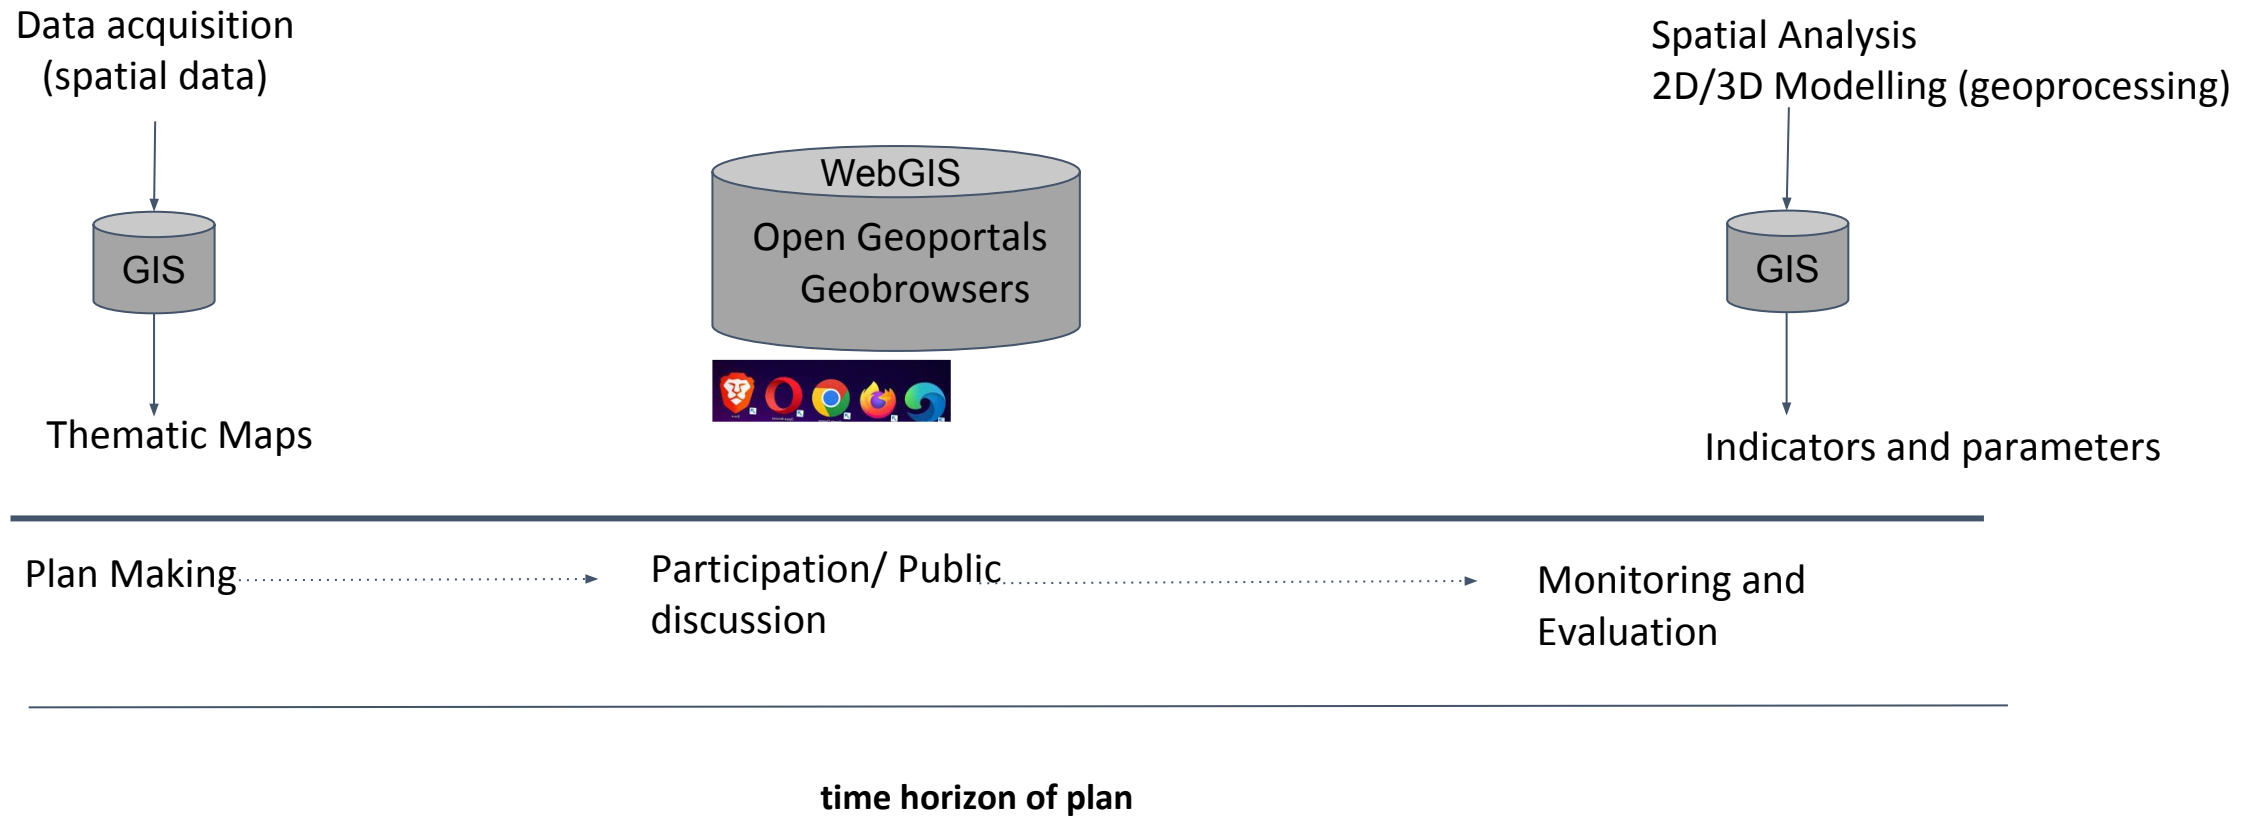 Data acquisition
(spatial data)
GIS
Thematic Maps
WebGIS
Open Geoportals
Geobrowsers
Spatial Analysis
2D/3D Modelling (geoprocessing)
GIS
Indicators and parameters
Plan Making
Participation/ Public
discussion
Monitoring and
Evaluation
time horizon of plan